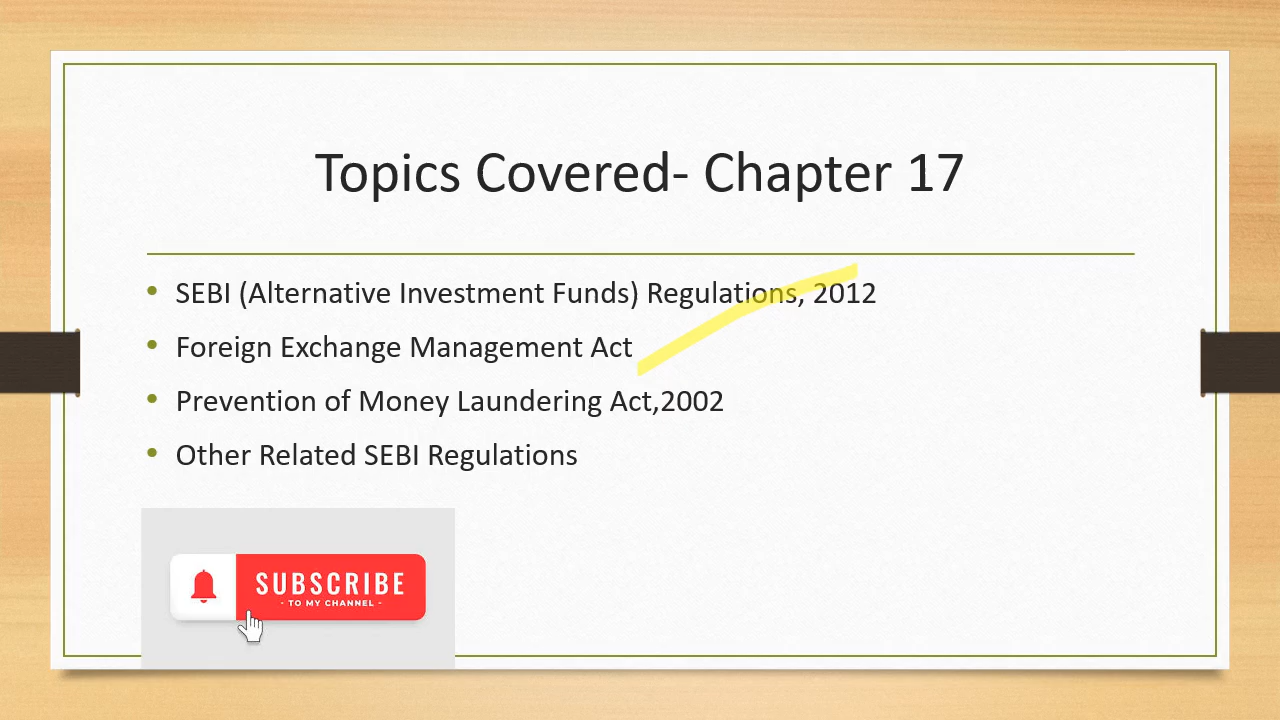 Topics Covered- Chapter 17
SEBI (Alternative Investment Funds) Regulations, 2012
Foreign Exchange Management Act
Prevention of Money Laundering Act,2002
Other Related SEBI Regulations
SUBSCRIBE
- TO MY CHANNEL -